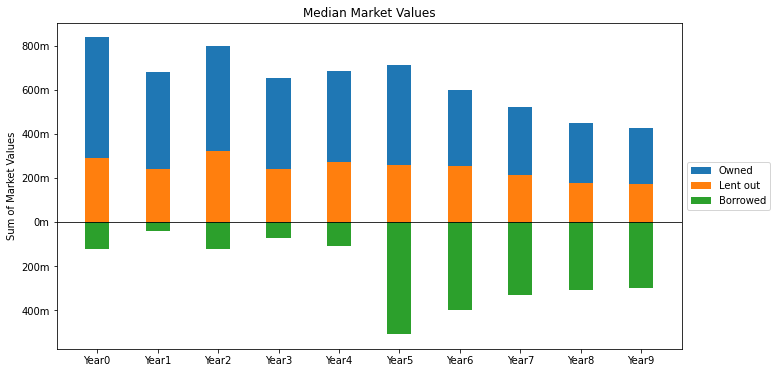 Median Market Values
Sum of Market Values
800m
600m
400m
200m
0m
200m
400m
Year0 Year1 Year2 Year3 Year4 Year5 Year6 Year7 Year8 Year9
Owned
Lent out
Borrowed